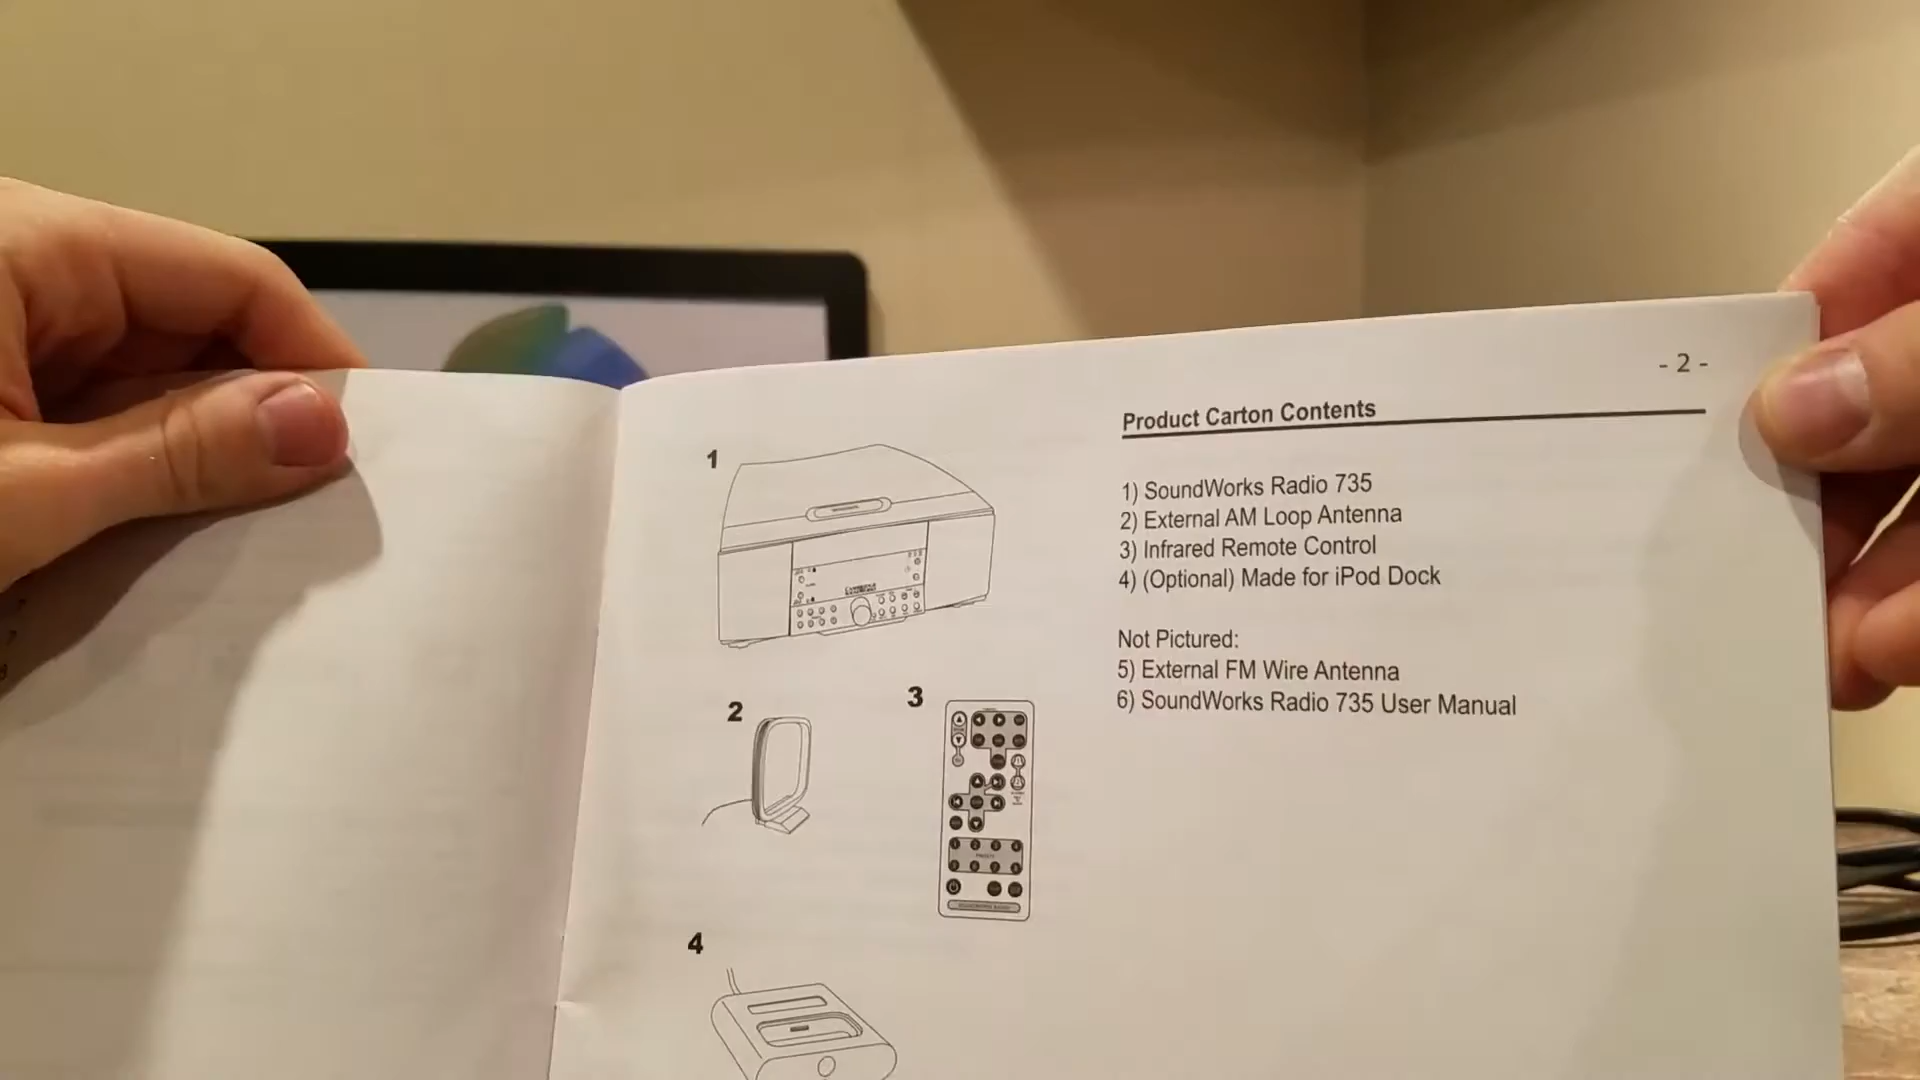 - 2 -
Product Carton Contents
1) SoundWorks Radio 735
2) External AM Loop Antenna
3) Infrared Remote Control
4) (Optional) Made for iPod Dock
Not Pictured:
5) External FM Wire Antenna
6) SoundWorks Radio 735 User Manual
1
2
3
4